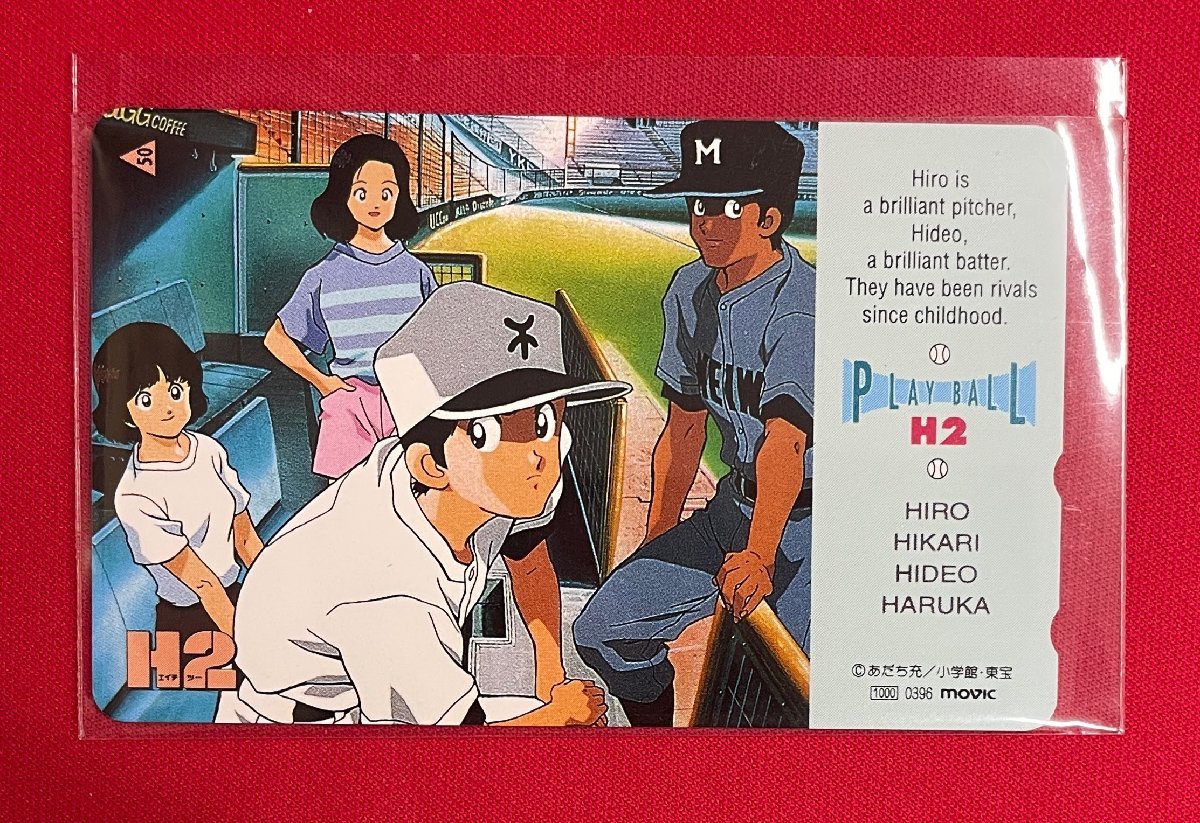 COFFEE
50
M
H2
エイチ ツー
Hiro is
a brilliant pitcher,
Hideo,
a brilliant batter.
They have been rivals
since childhood.
PLAY BALL
H2
HIRO
HIKARI
HIDEO
HARUKA
©あだち充／小学館・東宝
1000 0396 movic